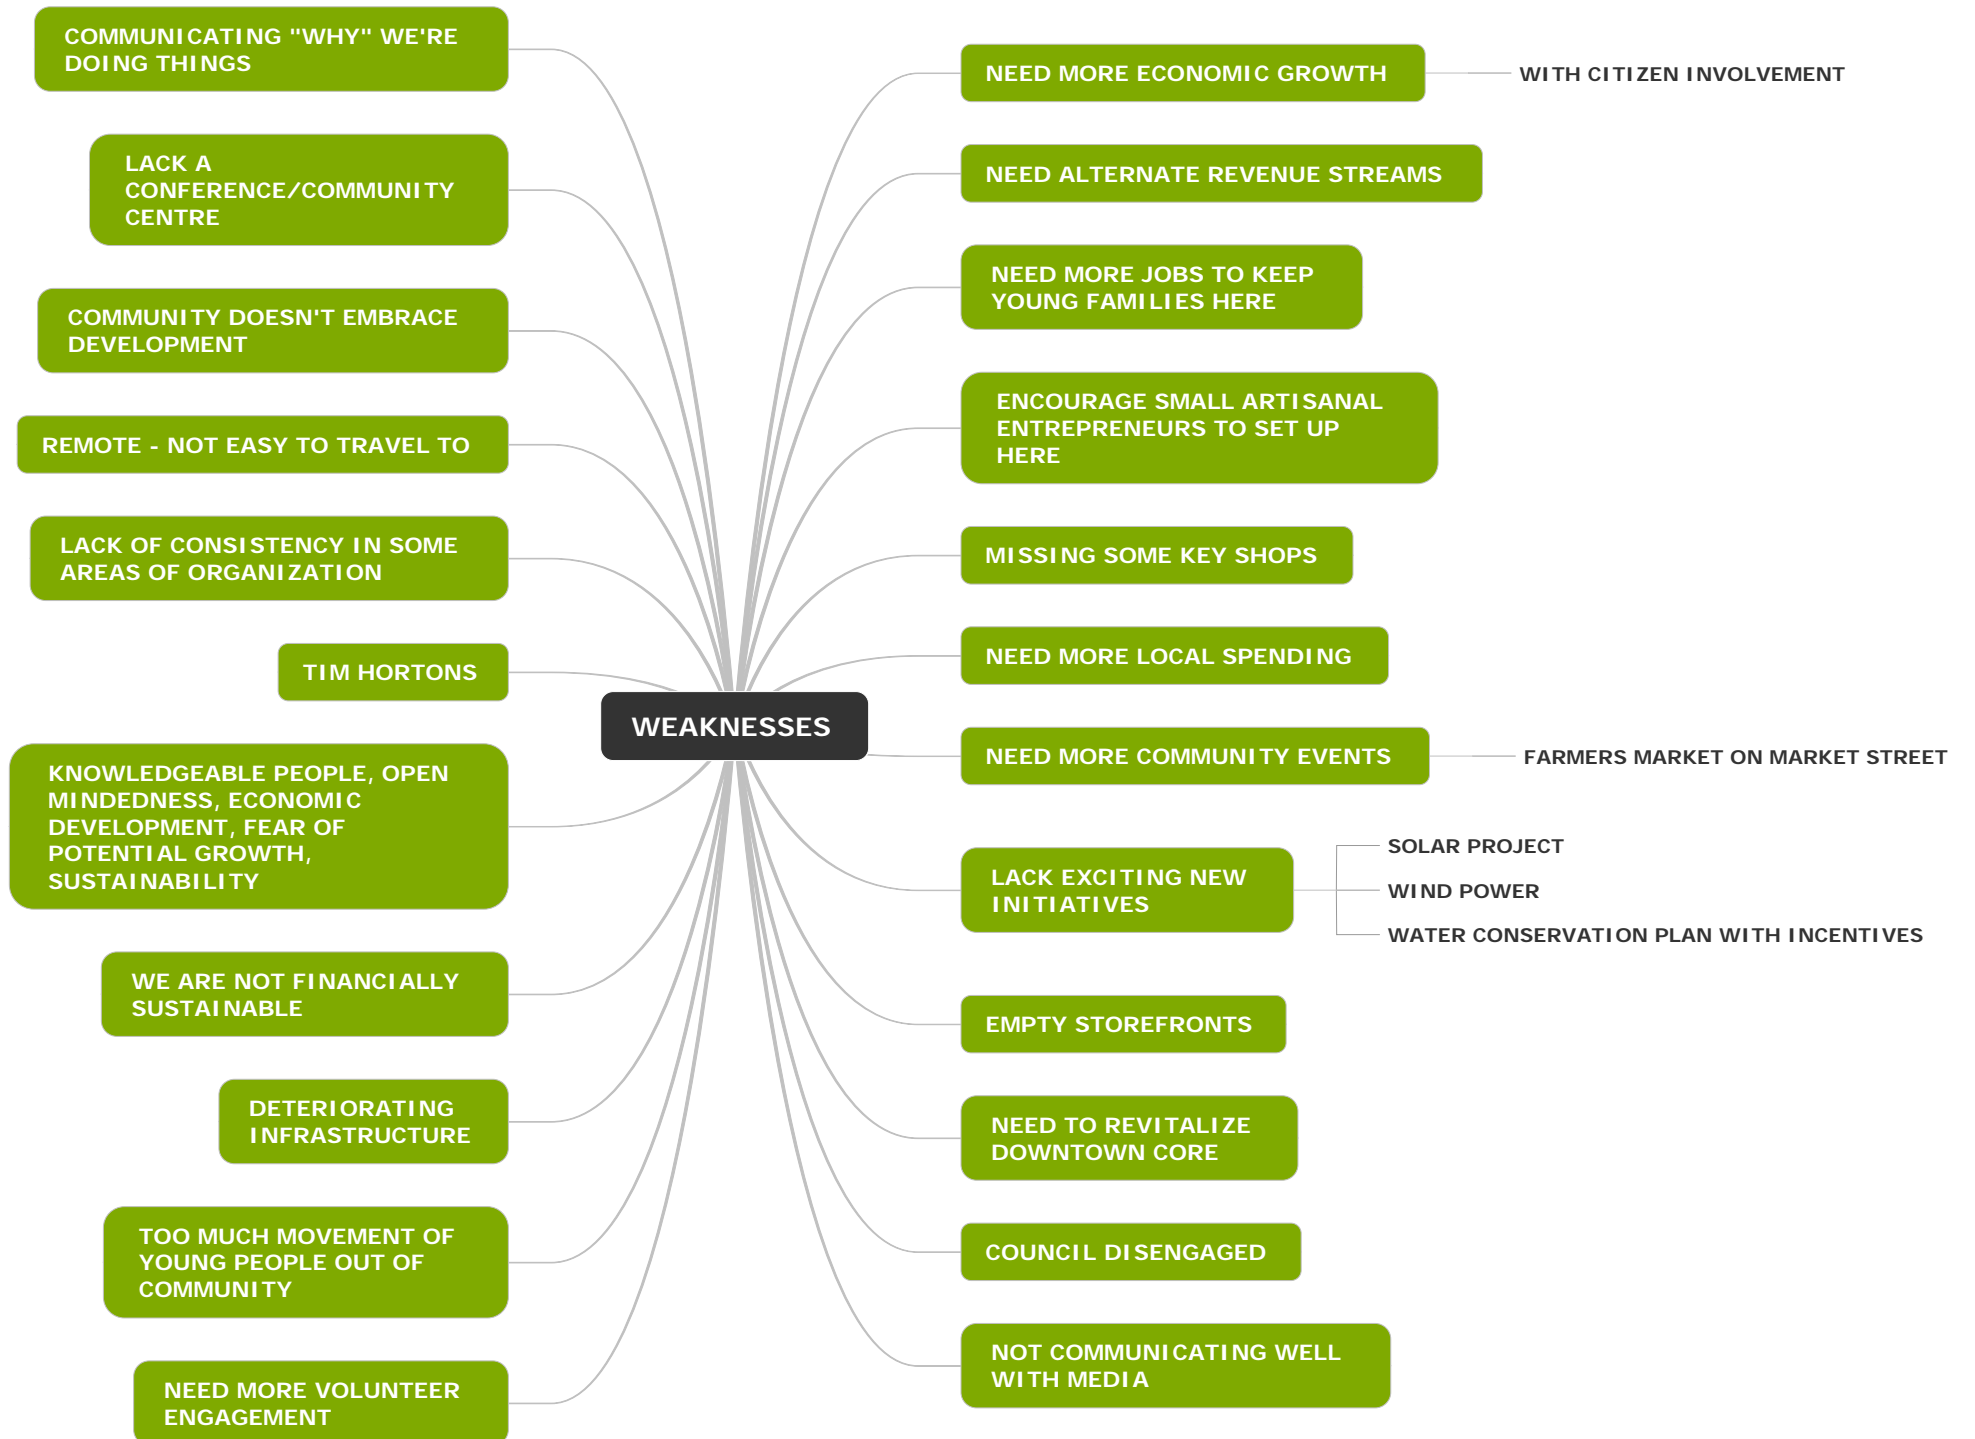 COMMUNICATING "WHY" WE'RE
DOING THINGS
LACK A
CONFERENCE/COMMUNITY
CENTRE
COMMUNITY DOESN'T EMBRACE
DEVELOPMENT
REMOTE - NOT EASY TO TRAVEL TO
LACK OF CONSISTENCY IN SOME
AREAS OF ORGANIZATION
TIM HORTONS
KNOWLEDGEABLE PEOPLE, OPEN
MINDEDNESS, ECONOMIC
DEVELOPMENT, FEAR OF
POTENTIAL GROWTH,
SUSTAINABILITY
WE ARE NOT FINANCIALLY
SUSTAINABLE
DETERIORATING
INFRASTRUCTURE
TOO MUCH MOVEMENT OF
YOUNG PEOPLE OUT OF
COMMUNITY
NEED MORE VOLUNTEER
ENGAGEMENT
WEAKNESSES
NEED MORE ECONOMIC GROWTH
WITH CITIZEN INVOLVEMENT
NEED ALTERNATE REVENUE STREAMS
NEED MORE JOBS TO KEEP
YOUNG FAMILIES HERE
ENCOURAGE SMALL ARTISANAL
ENTREPRENEURS TO SET UP
HERE
MISSING SOME KEY SHOPS
NEED MORE LOCAL SPENDING
NEED MORE COMMUNITY EVENTS
FARMERS MARKET ON MARKET STREET
LACK EXCITING NEW
INITIATIVES
SOLAR PROJECT
WIND POWER
WATER CONSERVATION PLAN WITH INCENTIVES
EMPTY STOREFRONTS
NEED TO REVITALIZE
DOWNTOWN CORE
COUNCIL DISENGAGED
NOT COMMUNICATING WELL
WITH MEDIA